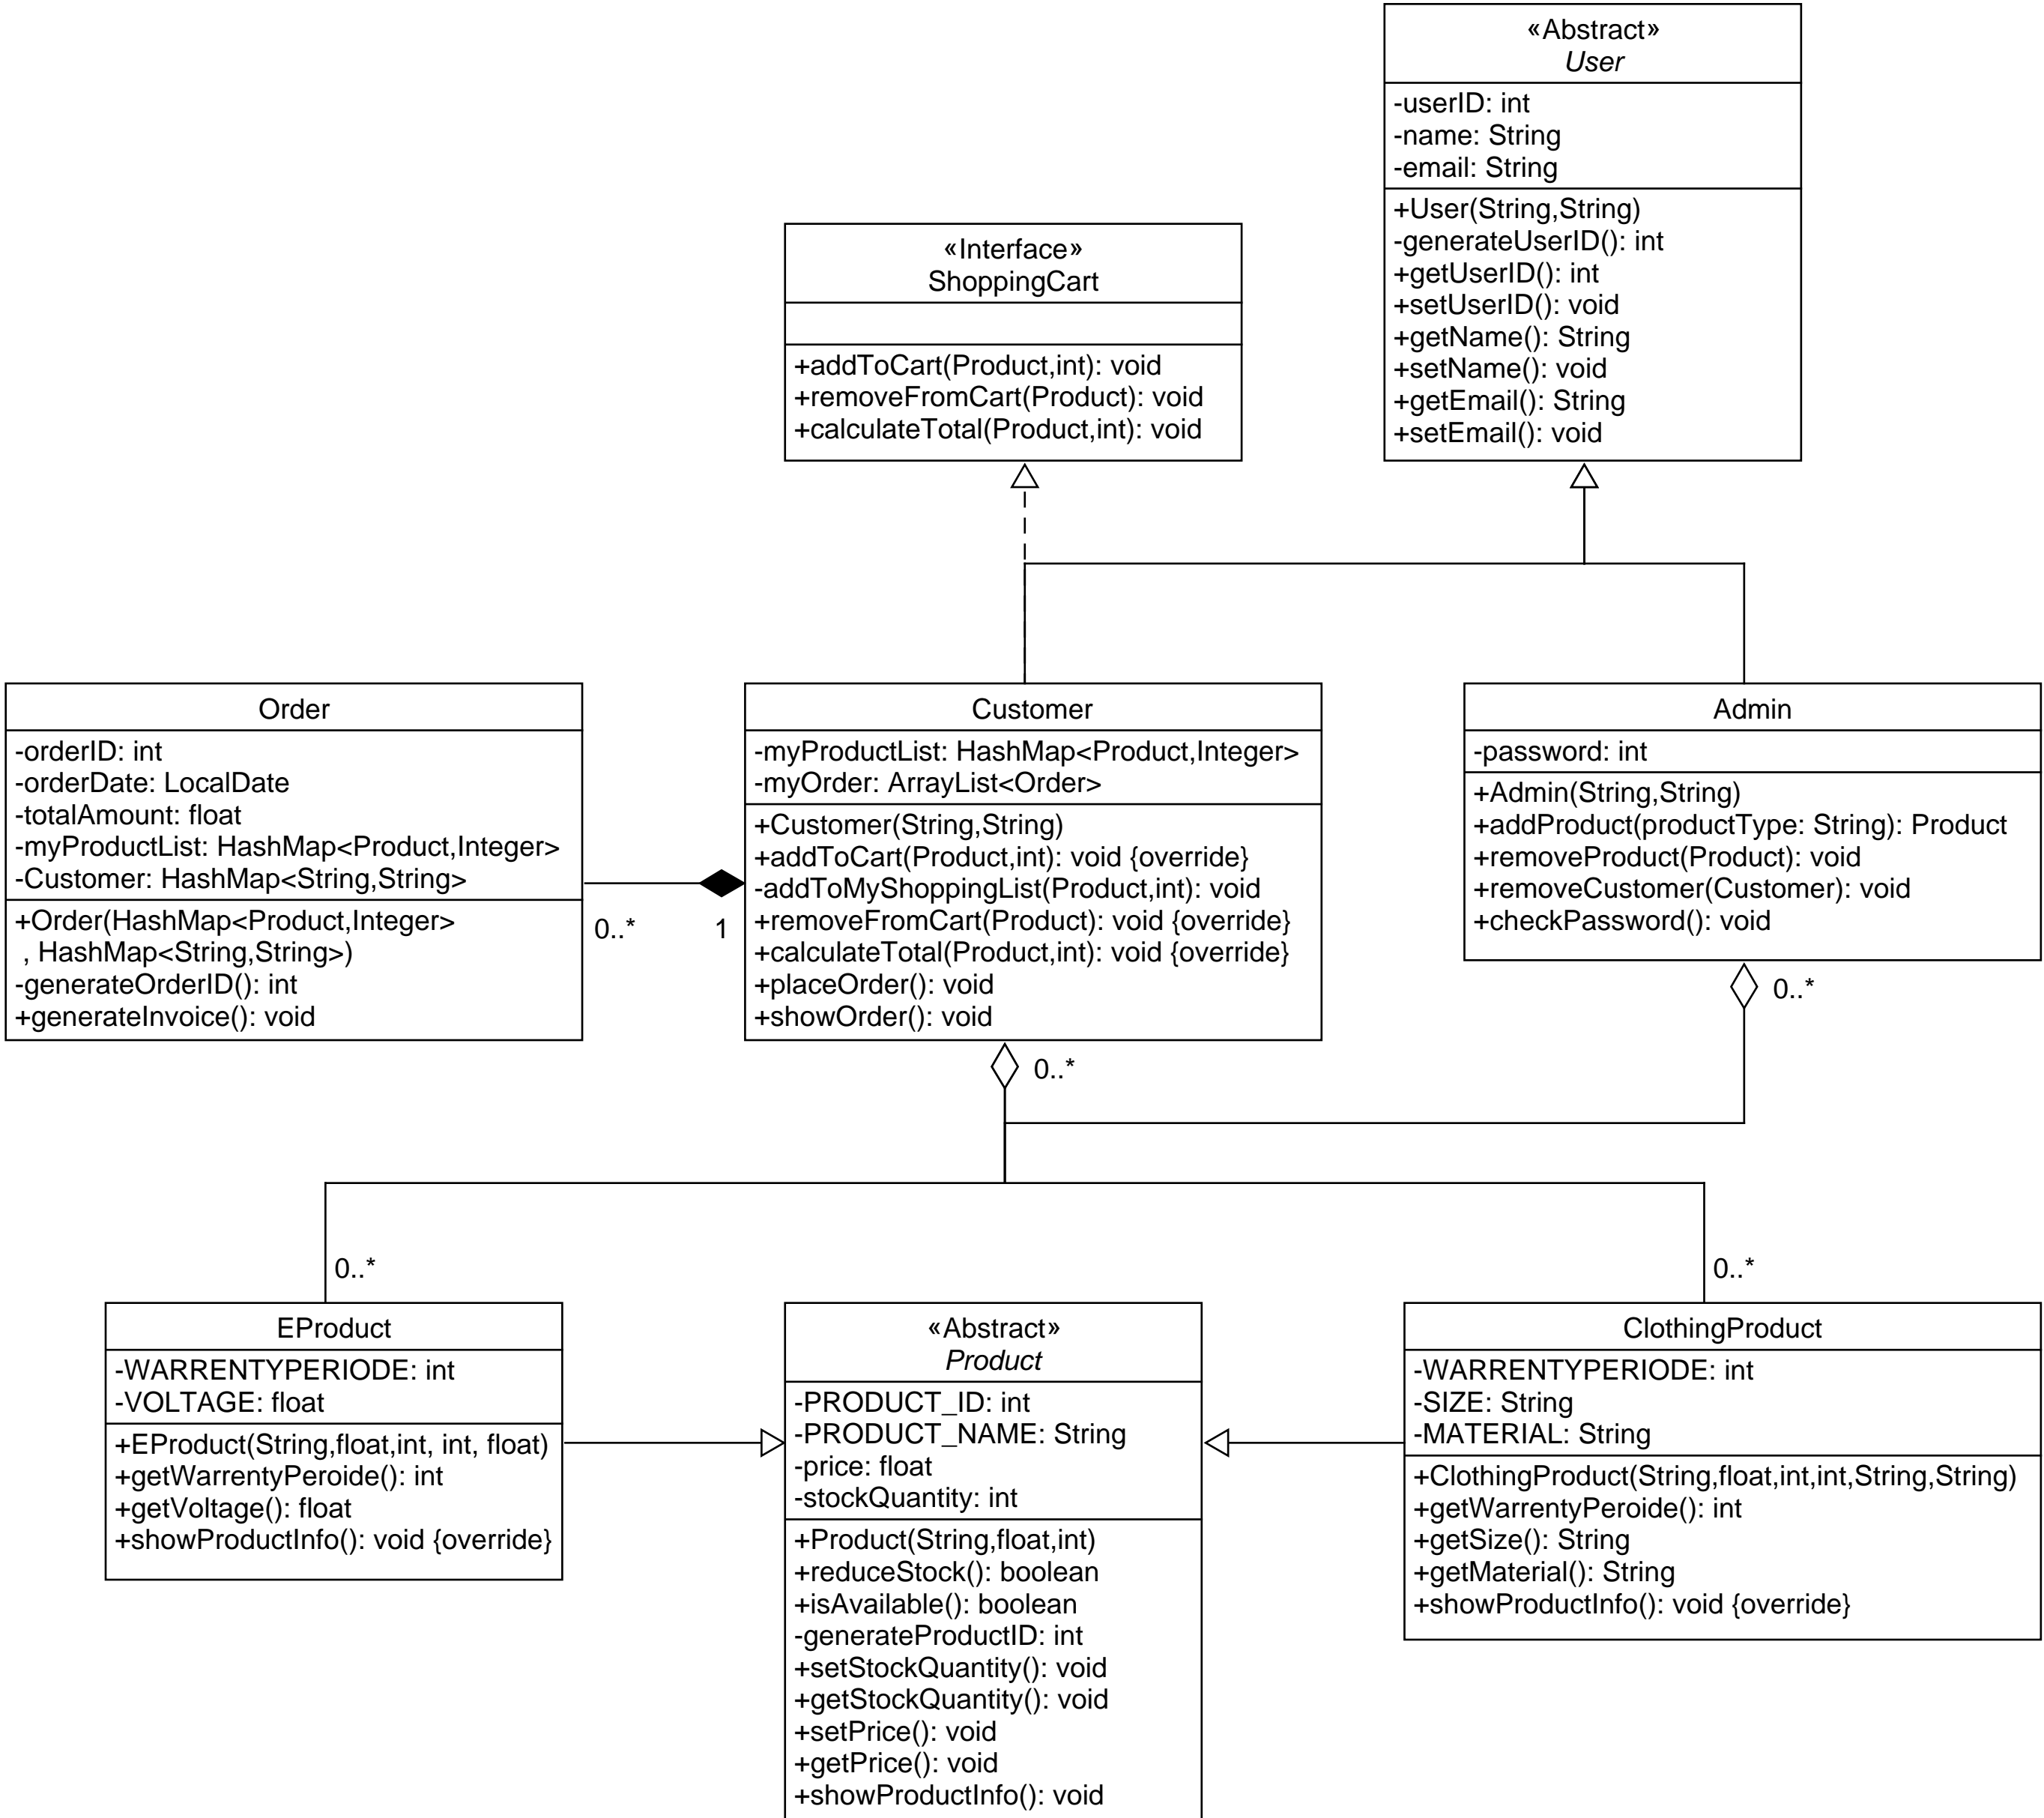 «Abstract»
User
-userID: int
-name: String
-email: String
+User(String,String)
-generateUserID(): int
+getUserID(): int
+setUserID(): void
+getName(): String
+setName(): void
+getEmail(): String
+setEmail(): void
«Interface»
ShoppingCart
+addToCart(Product,int): void
+removeFromCart(Product): void
+calculateTotal(Product,int): void
Order
-orderID: int
-orderDate: LocalDate
-totalAmount: float
-myProductList: HashMap<Product,Integer>
-Customer: HashMap<String,String>
+Order(HashMap<Product,Integer>
, HashMap<String,String>)
-generateOrderID(): int
+generateInvoice(): void
0..*
1
Customer
-myProductList: HashMap<Product,Integer>
-myOrder: ArrayList<Order>
+Customer(String,String)
+addToCart(Product,int): void {override}
-addToMyShoppingList(Product,int): void
+removeFromCart(Product): void {override}
+calculateTotal(Product,int): void {override}
+placeOrder(): void
+showOrder(): void
0..*
Admin
-password: int
+Admin(String,String)
+addProduct(productType: String): Product
+removeProduct(Product): void
+removeCustomer(Customer): void
+checkPassword(): void
0..*
0..*
EProduct
-WARRENTYPERIODE: int
-VOLTAGE: float
+EProduct(String,float,int, int, float)
+getWarrentyPeroide(): int
+getVoltage(): float
+showProductInfo(): void {override}
«Abstract»
Product
-PRODUCT_ID: int
-PRODUCT_NAME: String
-price: float
-stockQuantity: int
+Product(String,float,int)
+reduceStock(): boolean
+isAvailable(): boolean
-generateProductID: int
+setStockQuantity(): void
+getStockQuantity(): void
+setPrice(): void
+getPrice(): void
+showProductInfo(): void
0..*
ClothingProduct
-WARRENTYPERIODE: int
-SIZE: String
-MATERIAL: String
+ClothingProduct(String,float,int,int,String,String)
+getWarrentyPeroide(): int
+getSize(): String
+getMaterial(): String
+showProductInfo(): void {override}